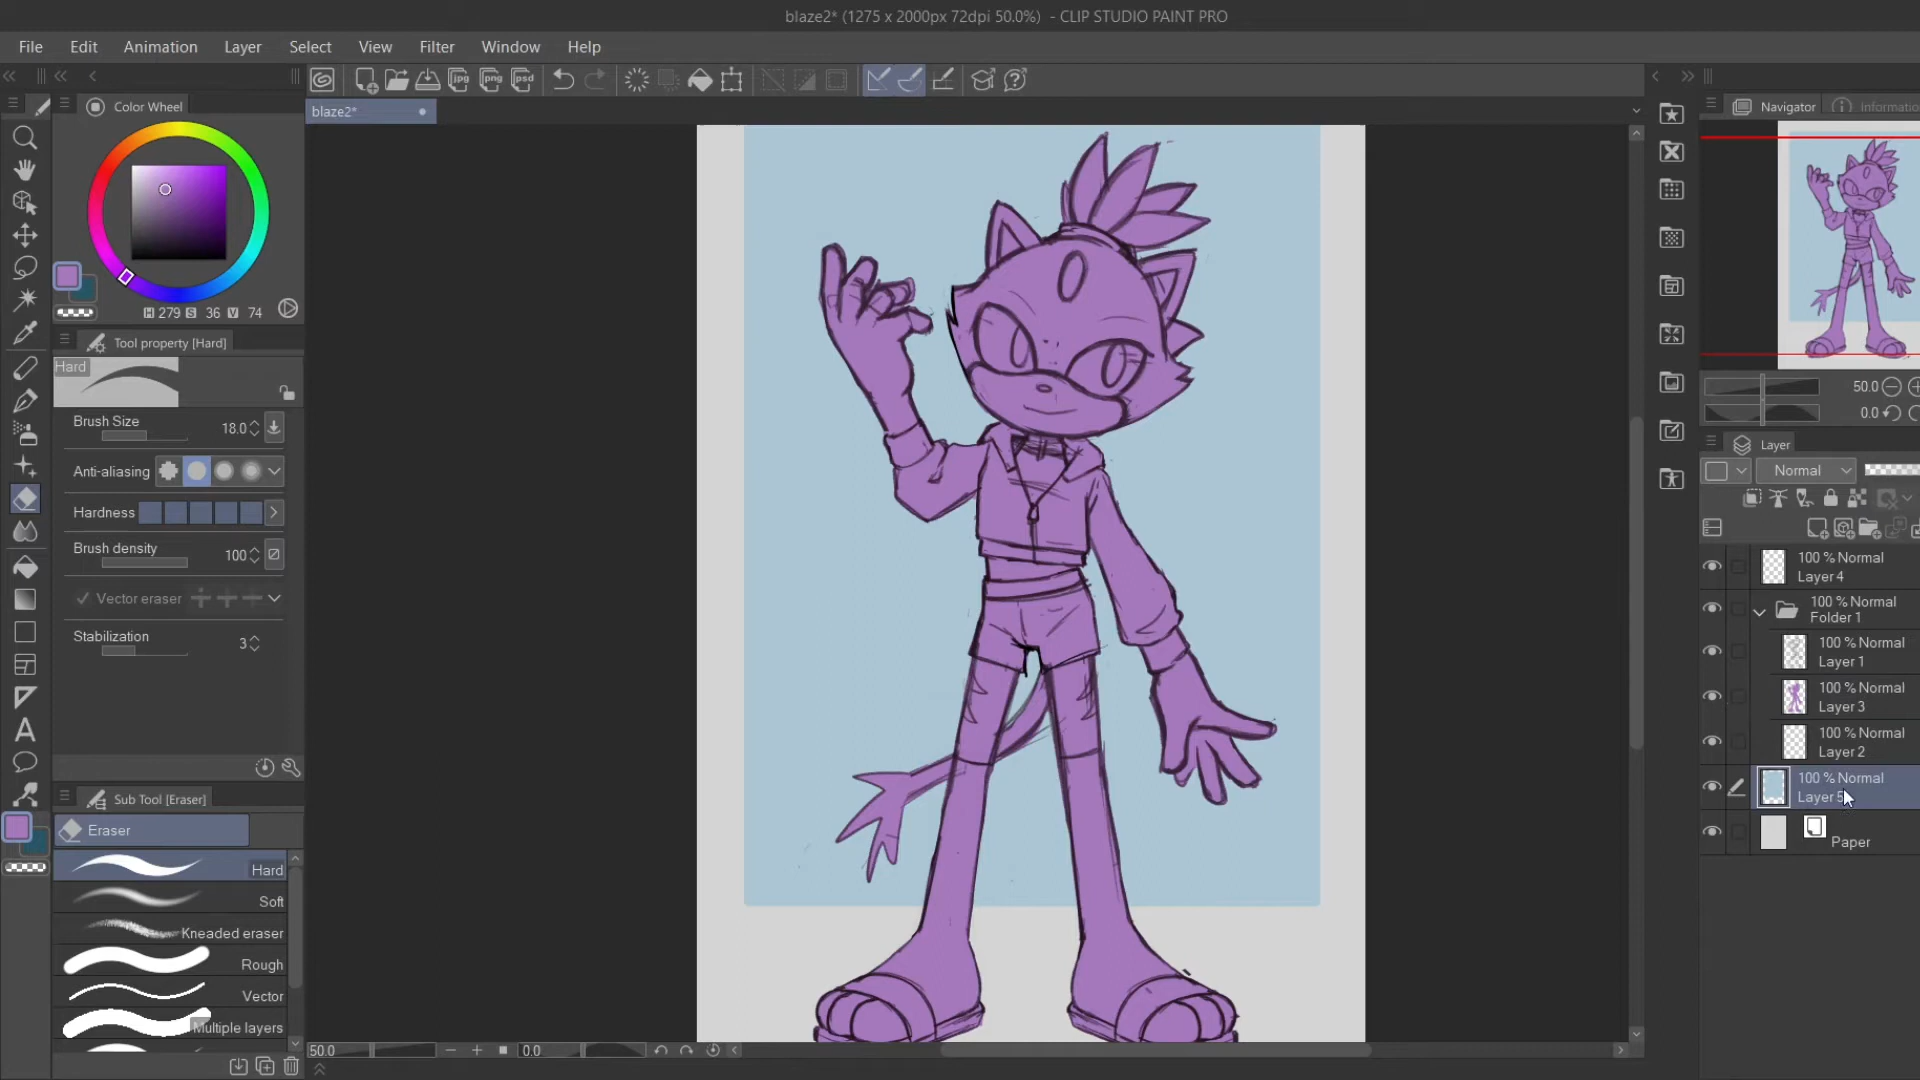 blaze2* (1275 x 2000px 72dpi 50.0%) - CLIP STUDIO PAINT PRO
File Edit Animation Layer Select View Filter Window Help
jpg png psd
Color Wheel
blaze2*
Navigator Information
H 279 S 36 V 74
Tool property [Hard]
Hard
Brush Size 18.0
Anti-aliasing
Hardness
Brush density 100
Vector eraser
Stabilization 3
Sub Tool [Eraser]
Eraser
Hard
Soft
Kneaded eraser
Rough
Vector
Multiple layers
50.0 0.0
50.0
0.0
Layer
Normal
100 % Normal
Layer 4
100 % Normal
Folder 1
100 % Normal
Layer 1
100 % Normal
Layer 3
100 % Normal
Layer 2
100 % Normal
Layer 5
Paper